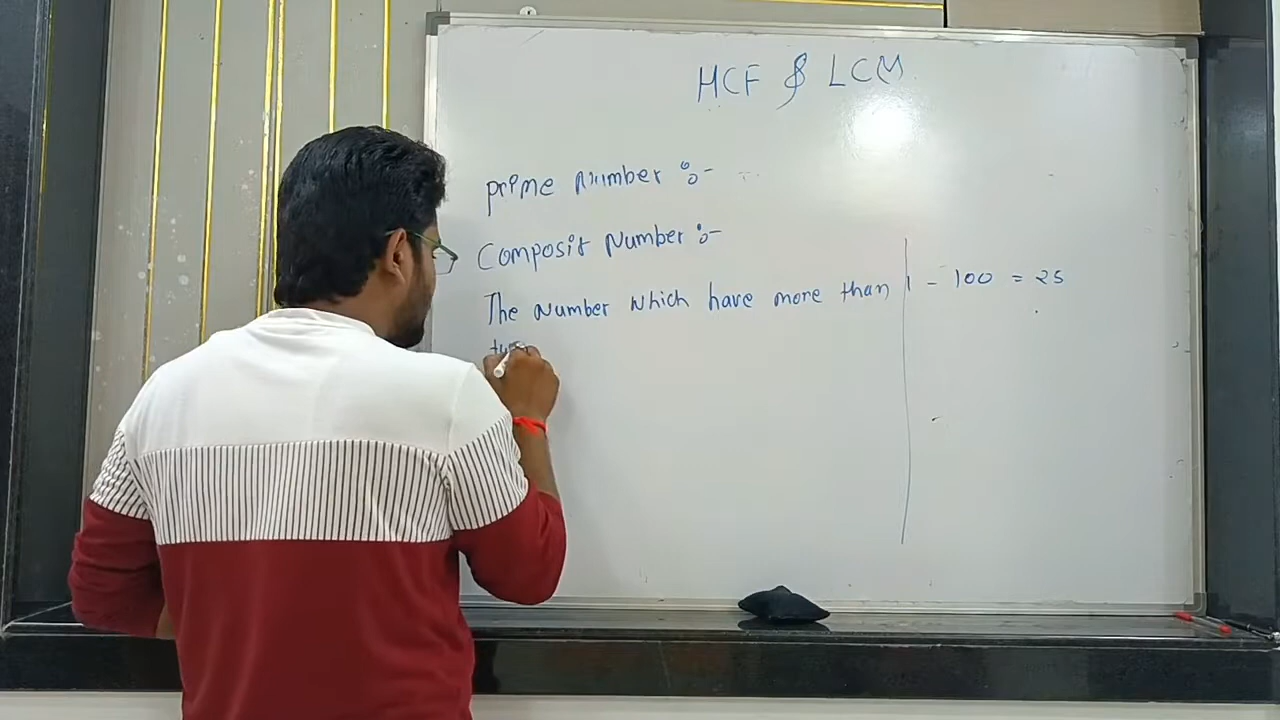 HCF & LCM
prime Number :-
Composit Number :-
The Number which have more than
1 - 100 = 25